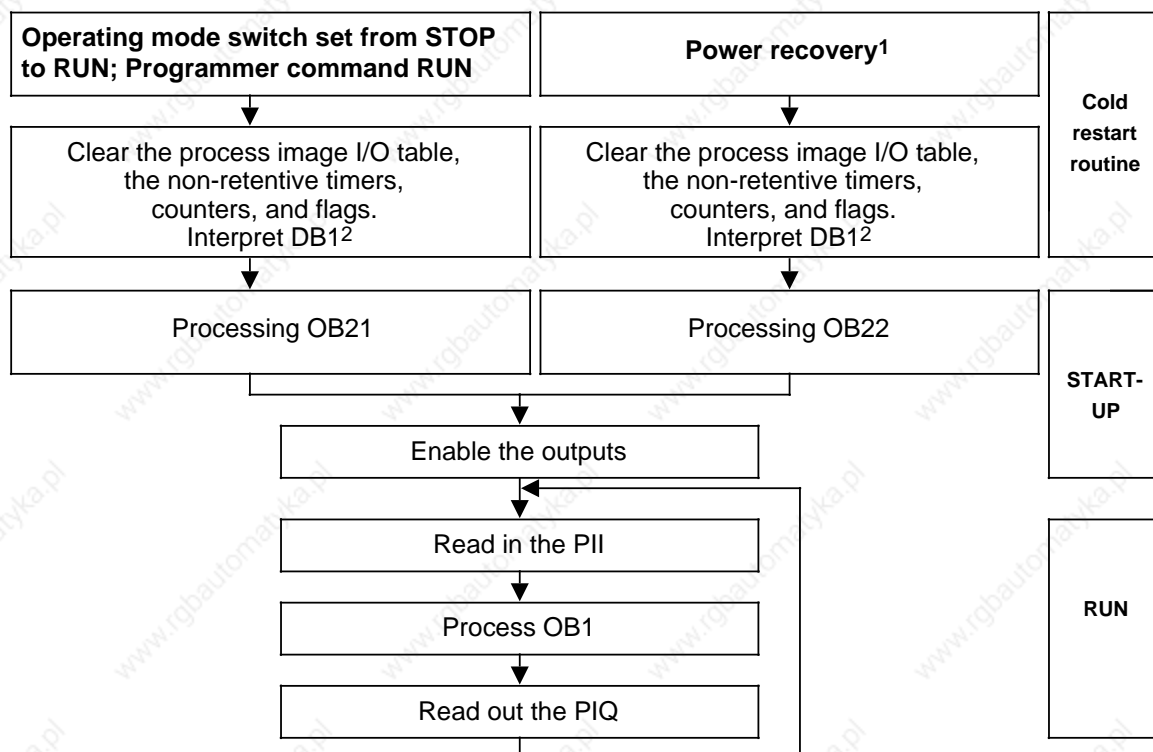 Operating mode switch set from STOP
to RUN; Programmer command RUN
Power recovery1
Cold
restart
routine
Clear the process image I/O table,
the non-retentive timers,
counters, and flags.
Interpret DB12
Clear the process image I/O table,
the non-retentive timers,
counters, and flags.
Interpret DB12
Processing OB21
Processing OB22
START-
UP
Enable the outputs
Read in the PII
Process OB1
Read out the PIQ
RUN
www.rgbautomatyka.pl